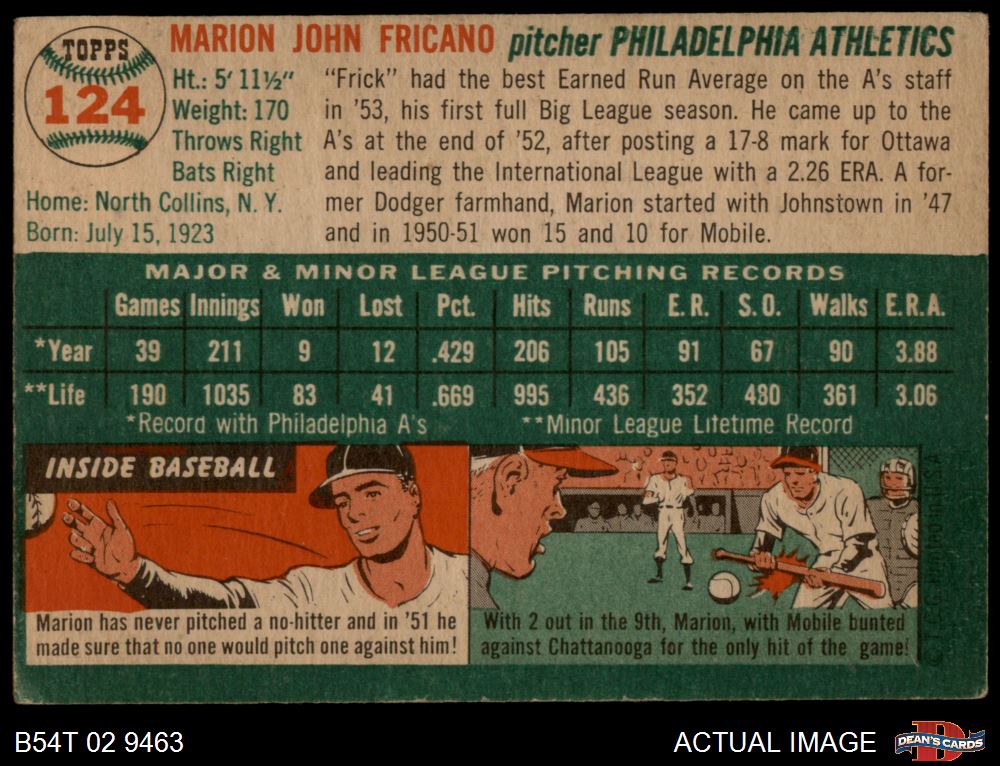 TOPPS
124
MARION JOHN FRICANO pitcher PHILADELPHIA ATHLETICS
Ht.: 5' 11½"
Weight: 170
Throws Right
Bats Right
Home: North Collins, N. Y.
Born: July 15, 1923
"Frick" had the best Earned Run Average on the A's staff
in '53, his first full Big League season. He came up to the
A's at the end of '52, after posting a 17-8 mark for Ottawa
and leading the International League with a 2.26 ERA. A for-
mer Dodger farmhand, Marion started with Johnstown in '47
and in 1950-51 won 15 and 10 for Mobile.
MAJOR & MINOR LEAGUE PITCHING RECORDS
Games Innings Won Lost Pct. Hits Runs E. R. S. O. Walks E.R.A.
*Year 39 211 9 12 .429 206 105 91 67 90 3.88
**Life 190 1035 83 41 .669 995 436 352 480 361 3.06
*Record with Philadelphia A's **Minor League Lifetime Record
INSIDE BASEBALL
Marion has never pitched a no-hitter and in '51 he
made sure that no one would pitch one against him!
With 2 out in the 9th, Marion, with Mobile bunted
against Chattanooga for the only hit of the game!
© T. C. G.
B54T 02 9463
ACTUAL IMAGE
DEAN'S CARDS